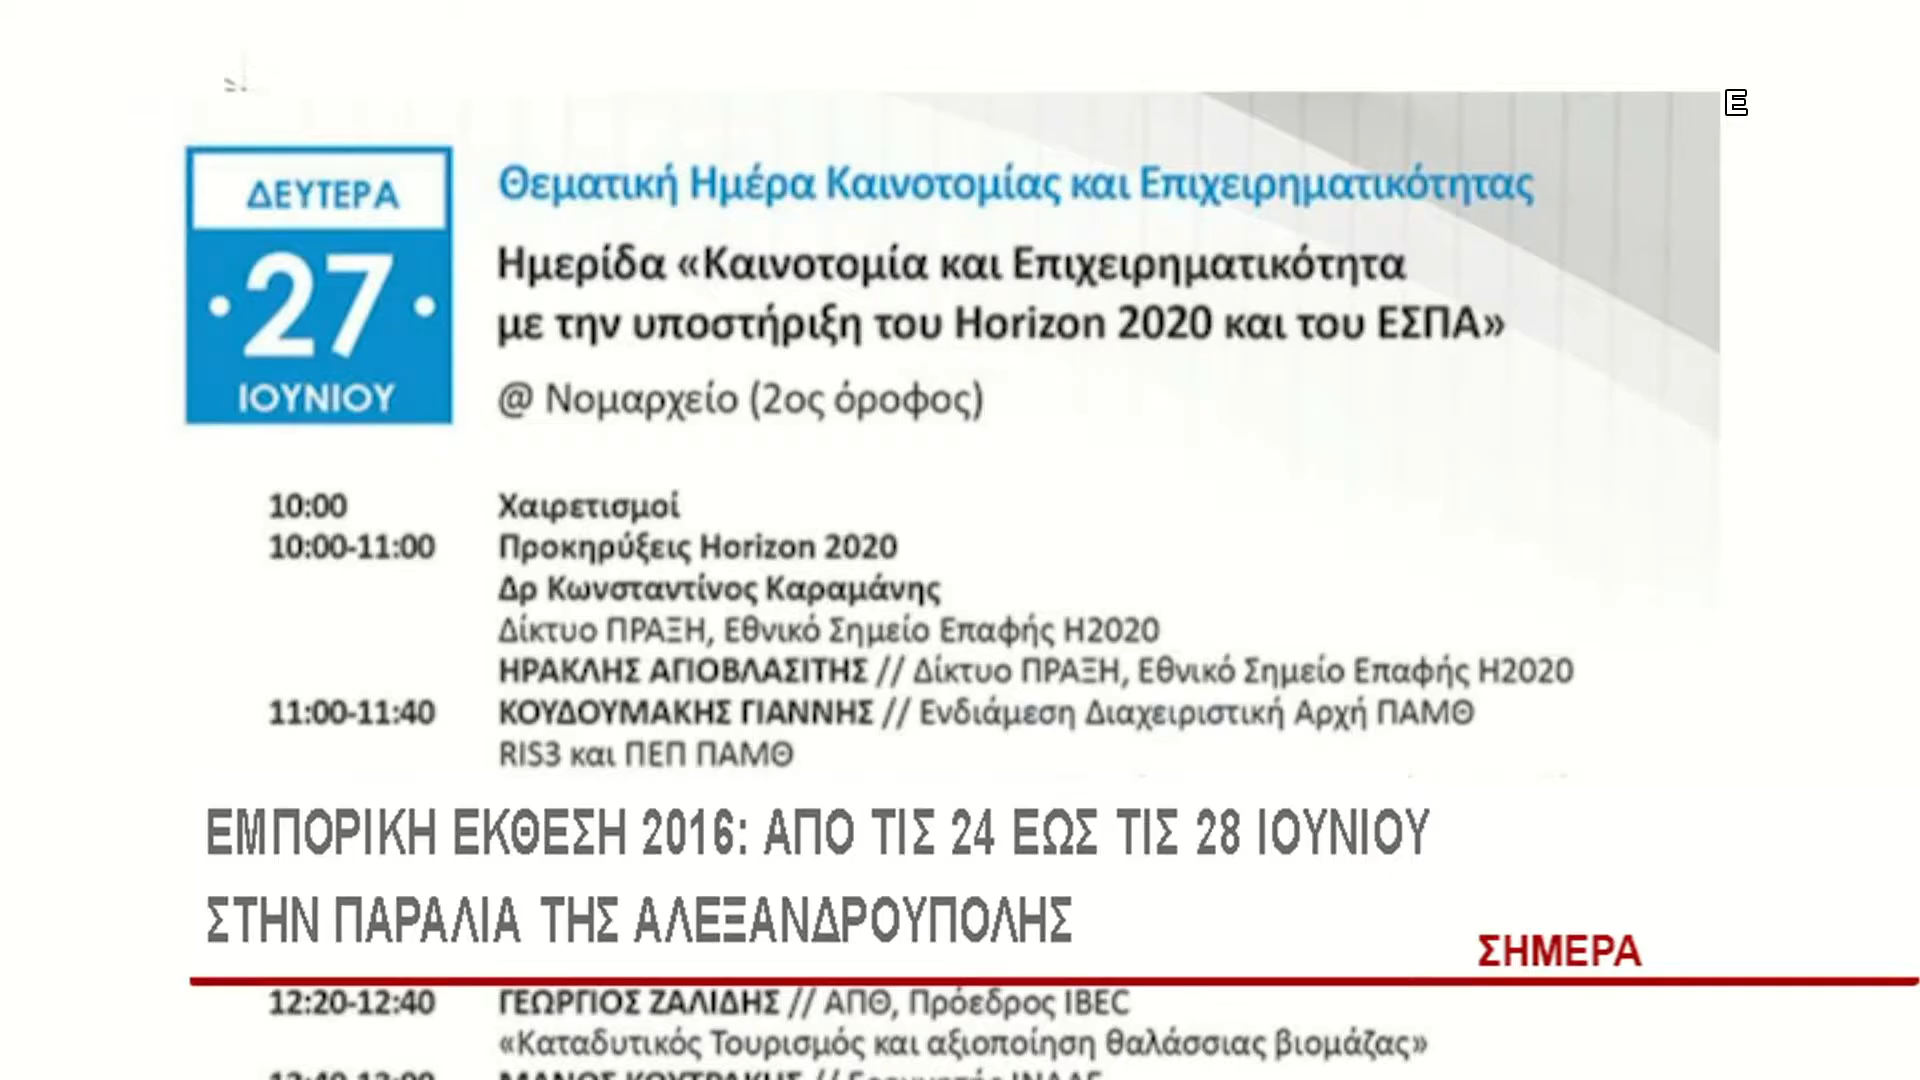 E
ΔΕΥΤΕΡΑ
·27·
ΙΟΥΝΙΟΥ
Θεματική Ημέρα Καινοτομίας και Επιχειρηματικότητας
Ημερίδα «Καινοτομία και Επιχειρηματικότητα
με την υποστήριξη του Horizon 2020 και του ΕΣΠΑ»
@ Νομαρχείο (2ος όροφος)
10:00 Χαιρετισμοί
10:00-11:00 Προκηρύξεις Horizon 2020
Δρ Κωνσταντίνος Καραμάνης
Δίκτυο ΠΡΑΞΗ, Εθνικό Σημείο Επαφής Η2020
ΗΡΑΚΛΗΣ ΑΓΙΟΒΛΑΣΙΤΗΣ // Δίκτυο ΠΡΑΞΗ, Εθνικό Σημείο Επαφής Η2020
11:00-11:40 ΚΟΥΔΟΥΜΑΚΗΣ ΓΙΑΝΝΗΣ // Ενδιάμεση Διαχειριστική Αρχή ΠΑΜΘ
RIS3 και ΠΕΠ ΠΑΜΘ
ΕΜΠΟΡΙΚΗ ΕΚΘΕΣΗ 2016: ΑΠΟ ΤΙΣ 24 ΕΩΣ ΤΙΣ 28 ΙΟΥΝΙΟΥ
ΣΤΗΝ ΠΑΡΑΛΙΑ ΤΗΣ ΑΛΕΞΑΝΔΡΟΥΠΟΛΗΣ
ΣΗΜΕΡΑ
12:20-12:40 ΓΕΩΡΓΙΟΣ ΖΑΛΙΔΗΣ // ΑΠΘ, Πρόεδρος IBEC
«Καταδυτικός Τουρισμός και αξιοποίηση θαλάσσιας βιομάζας»